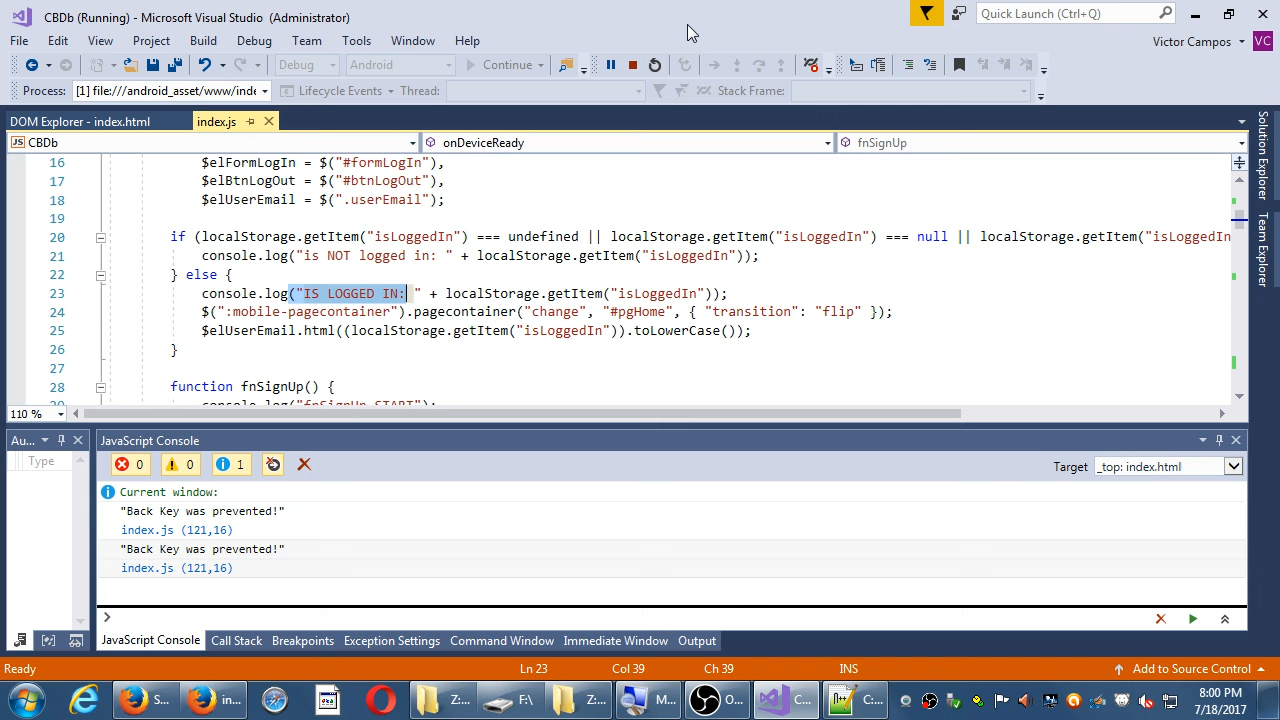 CBDb (Running) - Microsoft Visual Studio (Administrator)
Quick Launch (Ctrl+Q)
File Edit View Project Build Debug Team Tools Window Help
Victor Campos VC
Debug Android Continue
Process: [1] file:///android_asset/www/inde Lifecycle Events Thread: Stack Frame:
DOM Explorer - index.html index.js
CBDb onDeviceReady fnSignUp
16 $elFormLogIn = $("#formLogIn"),
17 $elBtnLogOut = $("#btnLogOut"),
18 $elUserEmail = $(".userEmail");
19
20 if (localStorage.getItem("isLoggedIn") === undefined || localStorage.getItem("isLoggedIn") === null || localStorage.getItem("isLoggedIn
21 console.log("is NOT logged in: " + localStorage.getItem("isLoggedIn"));
22 } else {
23 console.log("IS LOGGED IN: " + localStorage.getItem("isLoggedIn"));
24 $(":mobile-pagecontainer").pagecontainer("change", "#pgHome", { "transition": "flip" });
25 $elUserEmail.html((localStorage.getItem("isLoggedIn")).toLowerCase());
26 }
27
28 function fnSignUp() {
29 console.log("fnSignUp START");
110 %
Solution Explorer
Team Explorer
Au...
Type
JavaScript Console
0 0 1
Target _top: index.html
Current window:
"Back Key was prevented!"
index.js (121,16)
"Back Key was prevented!"
index.js (121,16)
JavaScript Console Call Stack Breakpoints Exception Settings Command Window Immediate Window Output
Ready Ln 23 Col 39 Ch 39 INS Add to Source Control
S... in... Z:... F:\ Z:... M... O... C... C:...
8:00 PM
7/18/2017